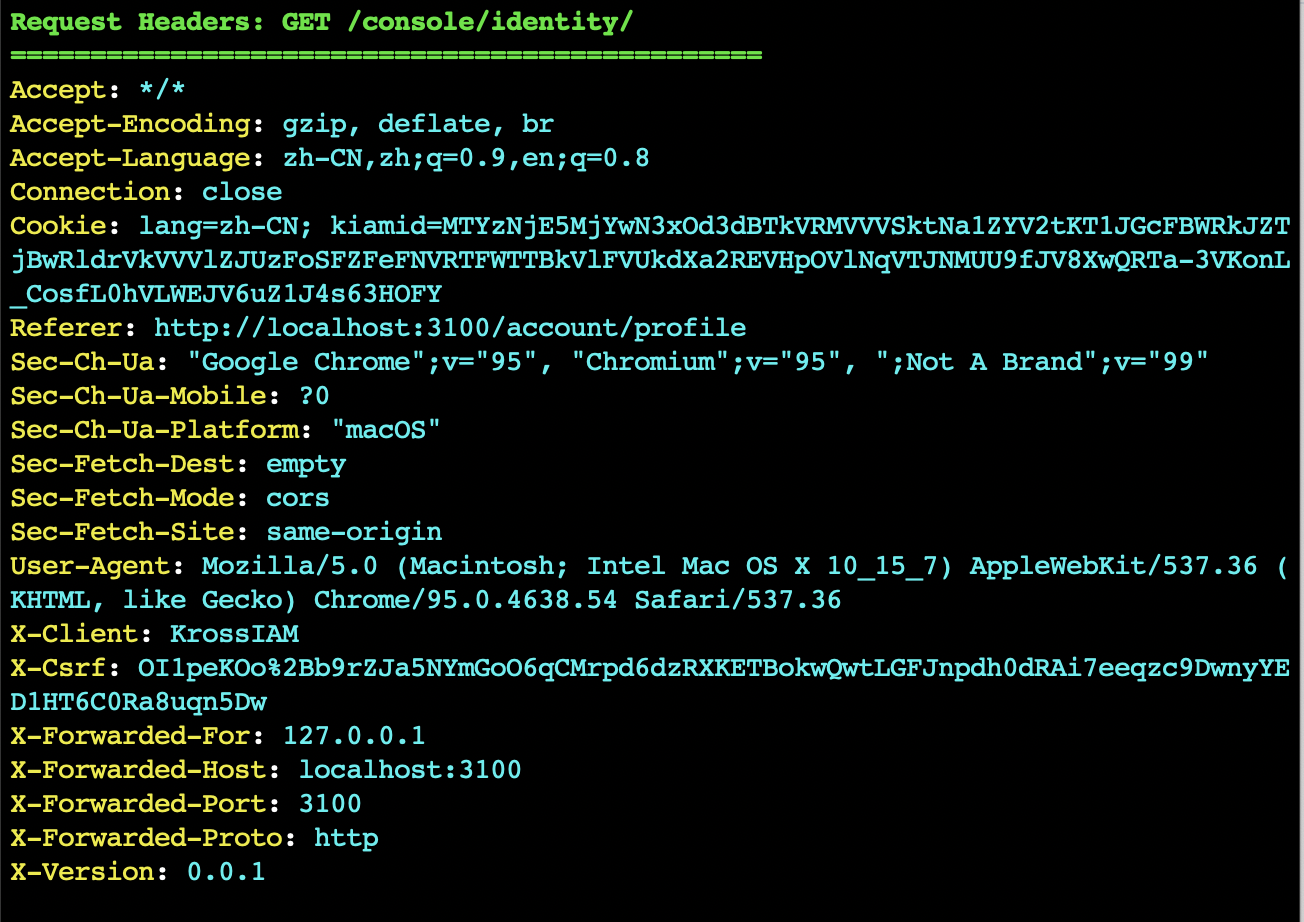 Request Headers: GET /console/identity/
===============================================
Accept: */*
Accept-Encoding: gzip, deflate, br
Accept-Language: zh-CN,zh;q=0.9,en;q=0.8
Connection: close
Cookie: lang=zh-CN; kiamid=MTYzNjE5MjYwN3xOd3dBTkVRMVVVSktNa1ZYV2tKT1JGcFBWRkJZT
jBwRldrVkVVVlZJUzFoSFZFeFNVRTFWTTBkVlFVUkdXa2REVHpOVlNqVTJNMUU9fJV8XwQRTa-3VKonL
_CosfL0hVLWEJV6uZ1J4s63HOFY
Referer: http://localhost:3100/account/profile
Sec-Ch-Ua: "Google Chrome";v="95", "Chromium";v="95", ";Not A Brand";v="99"
Sec-Ch-Ua-Mobile: ?0
Sec-Ch-Ua-Platform: "macOS"
Sec-Fetch-Dest: empty
Sec-Fetch-Mode: cors
Sec-Fetch-Site: same-origin
User-Agent: Mozilla/5.0 (Macintosh; Intel Mac OS X 10_15_7) AppleWebKit/537.36 (
KHTML, like Gecko) Chrome/95.0.4638.54 Safari/537.36
X-Client: KrossIAM
X-Csrf: OI1peKOo%2Bb9rZJa5NYmGoO6qCMrpd6dzRXKETBokwQwtLGFJnpdh0dRAi7eeqzc9DwnyYE
D1HT6C0Ra8uqn5Dw
X-Forwarded-For: 127.0.0.1
X-Forwarded-Host: localhost:3100
X-Forwarded-Port: 3100
X-Forwarded-Proto: http
X-Version: 0.0.1